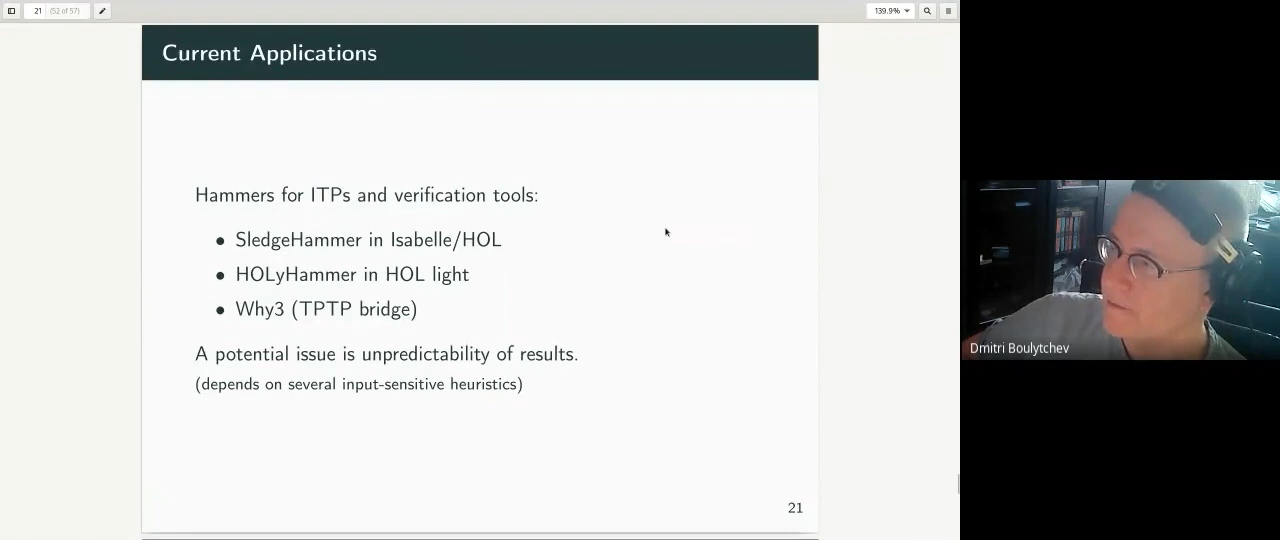 21 (52 of 57)
139.9%
Current Applications
Hammers for ITPs and verification tools:
• SledgeHammer in Isabelle/HOL
• HOLyHammer in HOL light
• Why3 (TPTP bridge)
A potential issue is unpredictability of results.
(depends on several input-sensitive heuristics)
21
Dmitri Boulytchev